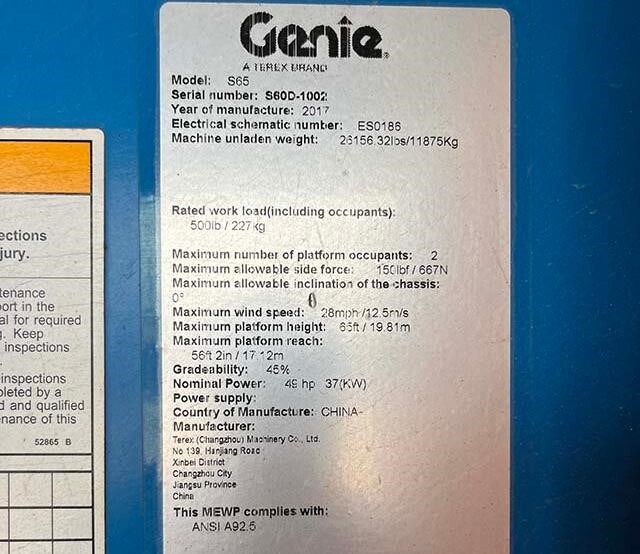 Genie
A TEREX BRAND
Model: S65
Serial number: S60D-1002
Year of manufacture: 2017
Electrical schematic number: ES0186
Machine unladen weight: 26156.32lbs/11875Kg
Rated work load(including occupants):
500lb / 227kg
Maximum number of platform occupants: 2
Maximum allowable side force: 150lbf / 667N
Maximum allowable inclination of the chassis:
0°
Maximum wind speed: 28mph /12.5m/s
Maximum platform height: 65ft / 19.81m
Maximum platform reach:
56ft 2in / 17.12m
Gradeability: 45%
Nominal Power: 49 hp 37(KW)
Power supply:
Country of Manufacture: CHINA
Manufacturer:
Terex (Changzhou) Machinery Co., Ltd.
No 139, Hanjiang Road
Xinbei District
Changzhou City
Jiangsu Province
China
This MEWP complies with:
ANSI A92.5
ections
jury.
tenance
port in the
al for required
g. Keep
inspections
inspections
pleted by a
d and qualified
enance of this
52865 B